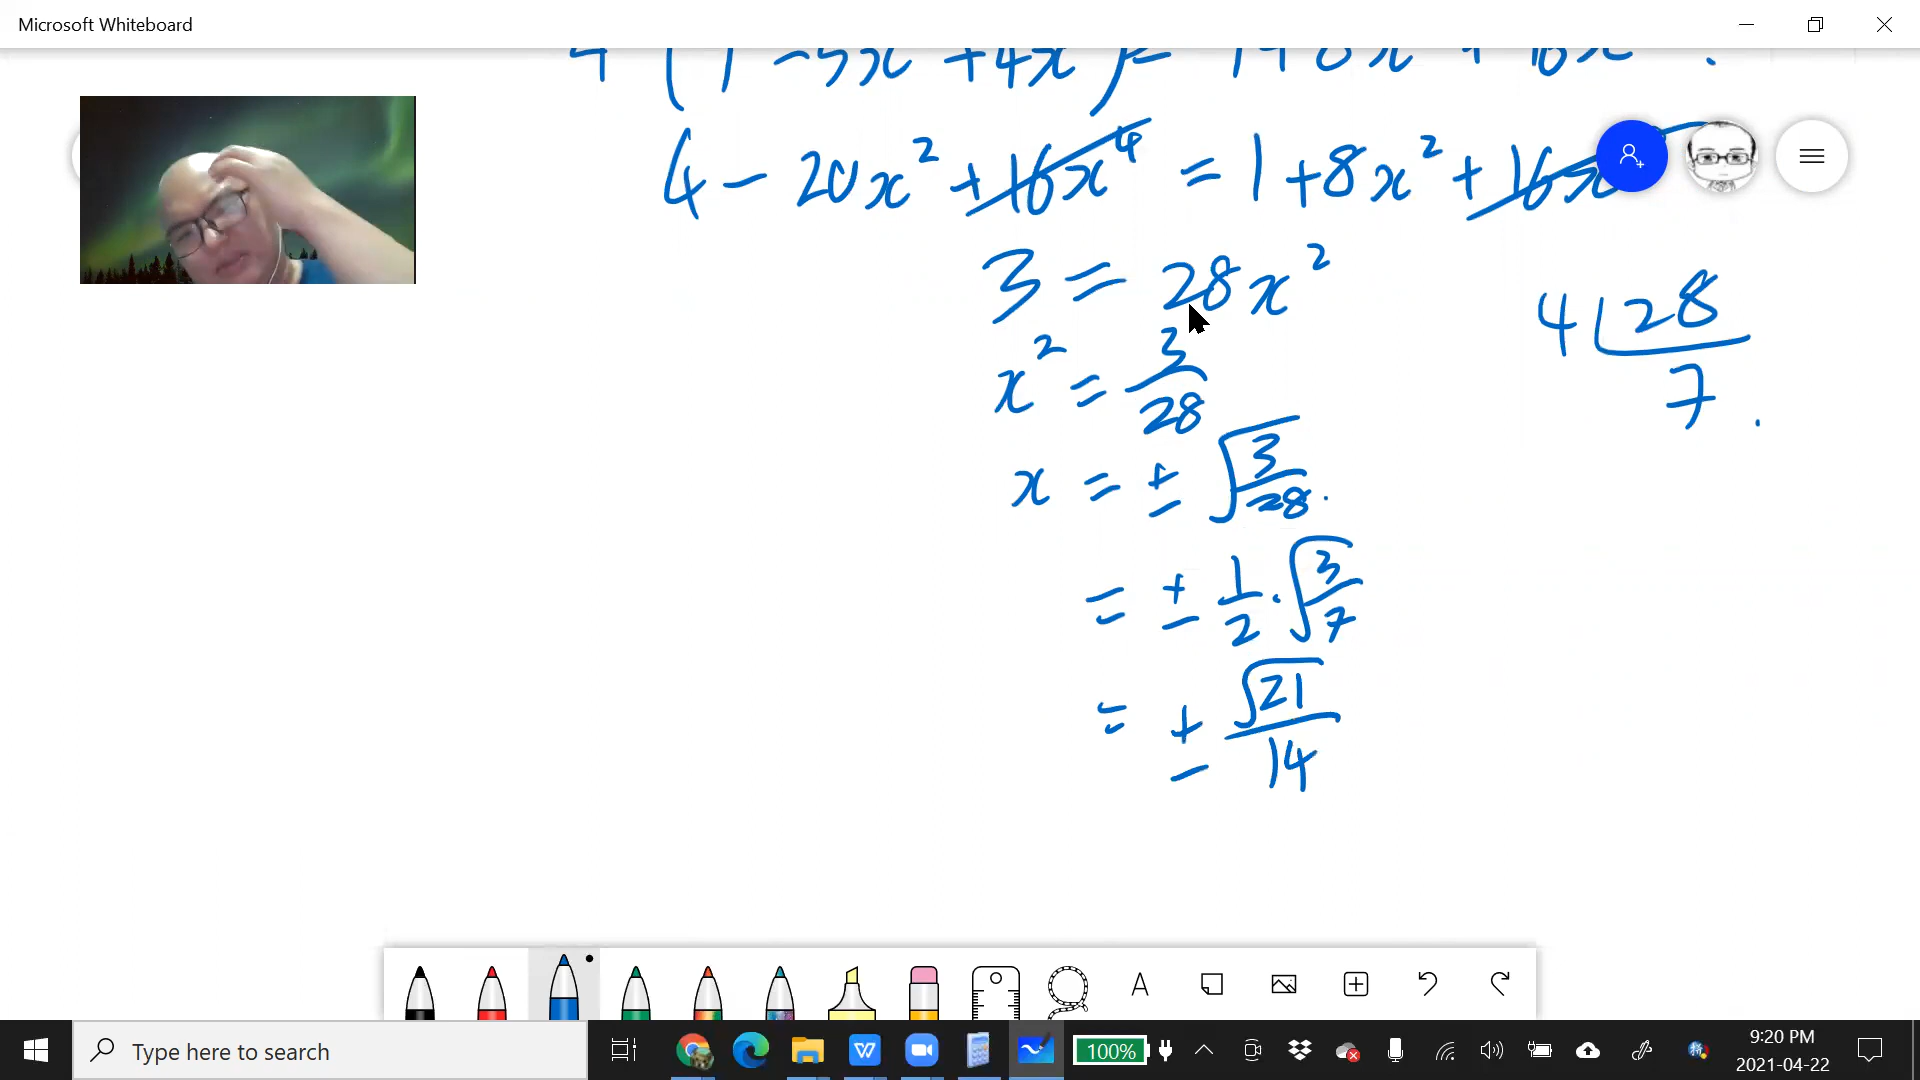 Microsoft Whiteboard
4 - 20x² + 16x⁴ = 1 + 8x² + 16x
3 = 28x²
4 28
7 .
x² = 3/28
x = ± √(3/28) .
= ± 1/2 · √(3/7)
= ± √21/14
A
Type here to search
W
100%
9:20 PM
2021-04-22